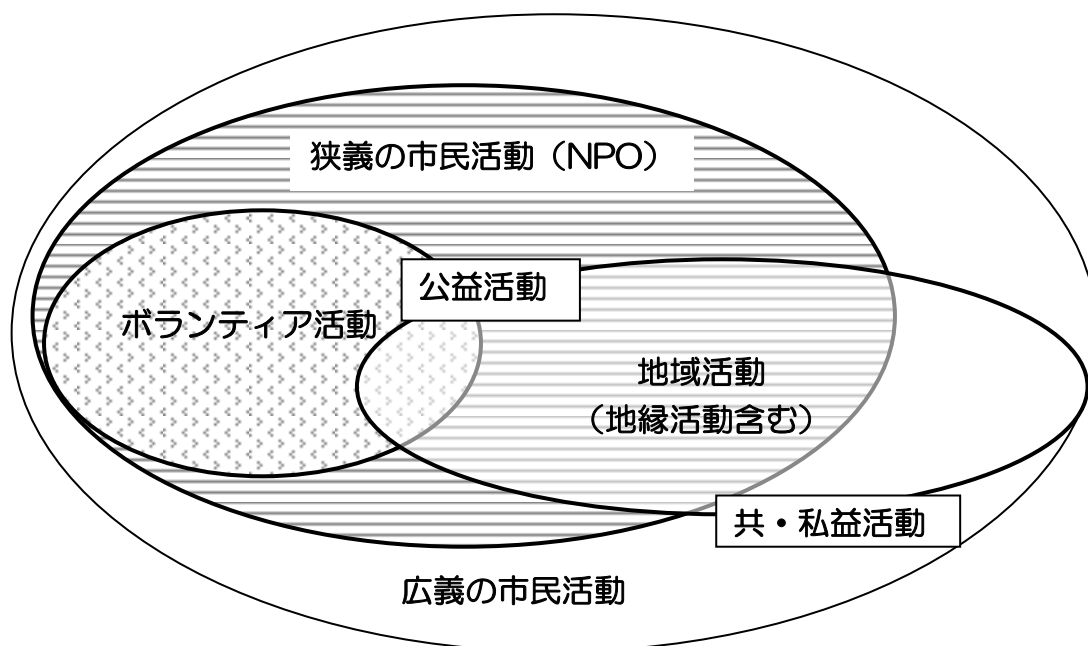 狭義の市民活動（NPO）
公益活動
ボランティア活動
地域活動
（地縁活動含む）
共・私益活動
広義の市民活動